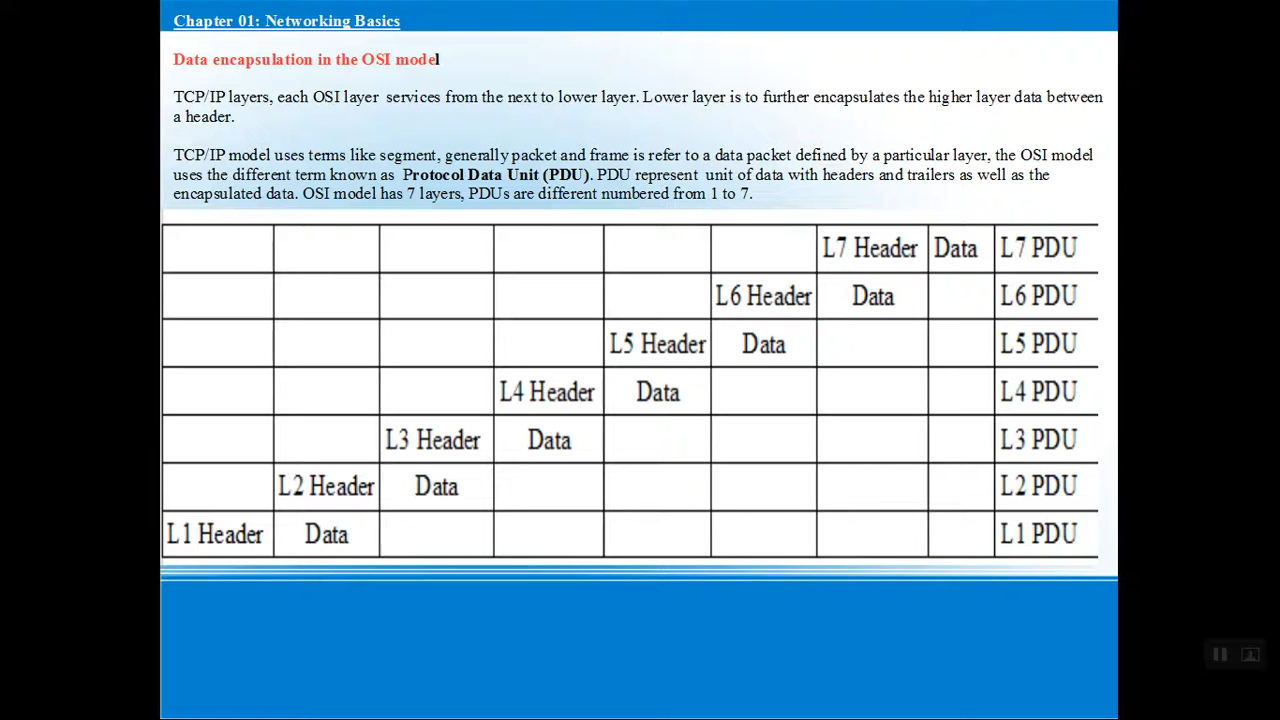 Chapter 01: Networking Basics
Data encapsulation in the OSI model
TCP/IP layers, each OSI layer services from the next to lower layer. Lower layer is to further encapsulates the higher layer data between
a header.
TCP/IP model uses terms like segment, generally packet and frame is refer to a data packet defined by a particular layer, the OSI model
uses the different term known as Protocol Data Unit (PDU). PDU represent unit of data with headers and trailers as well as the
encapsulated data. OSI model has 7 layers, PDUs are different numbered from 1 to 7.
L7 Header Data L7 PDU
L6 Header Data L6 PDU
L5 Header Data L5 PDU
L4 Header Data L4 PDU
L3 Header Data L3 PDU
L2 Header Data L2 PDU
L1 Header Data L1 PDU